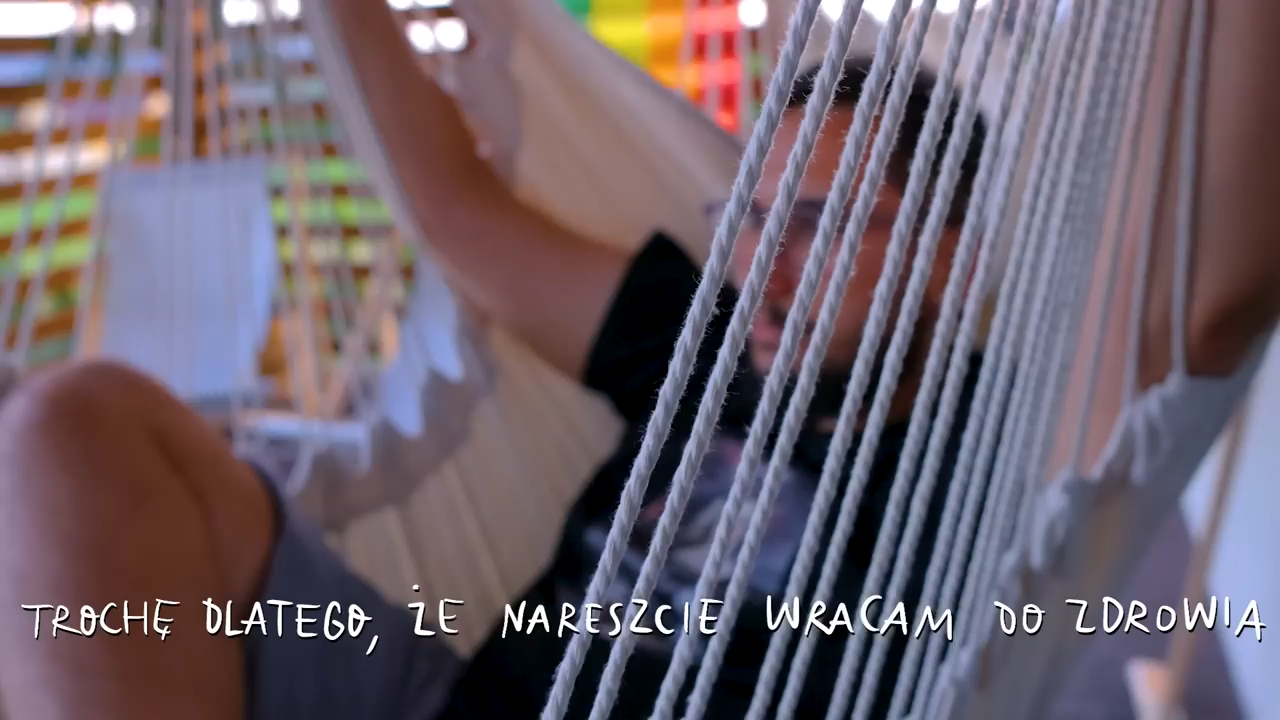 TROCHĘ DLATEGO, ŻE NARESZCIE WRACAM DO ZDROWIA